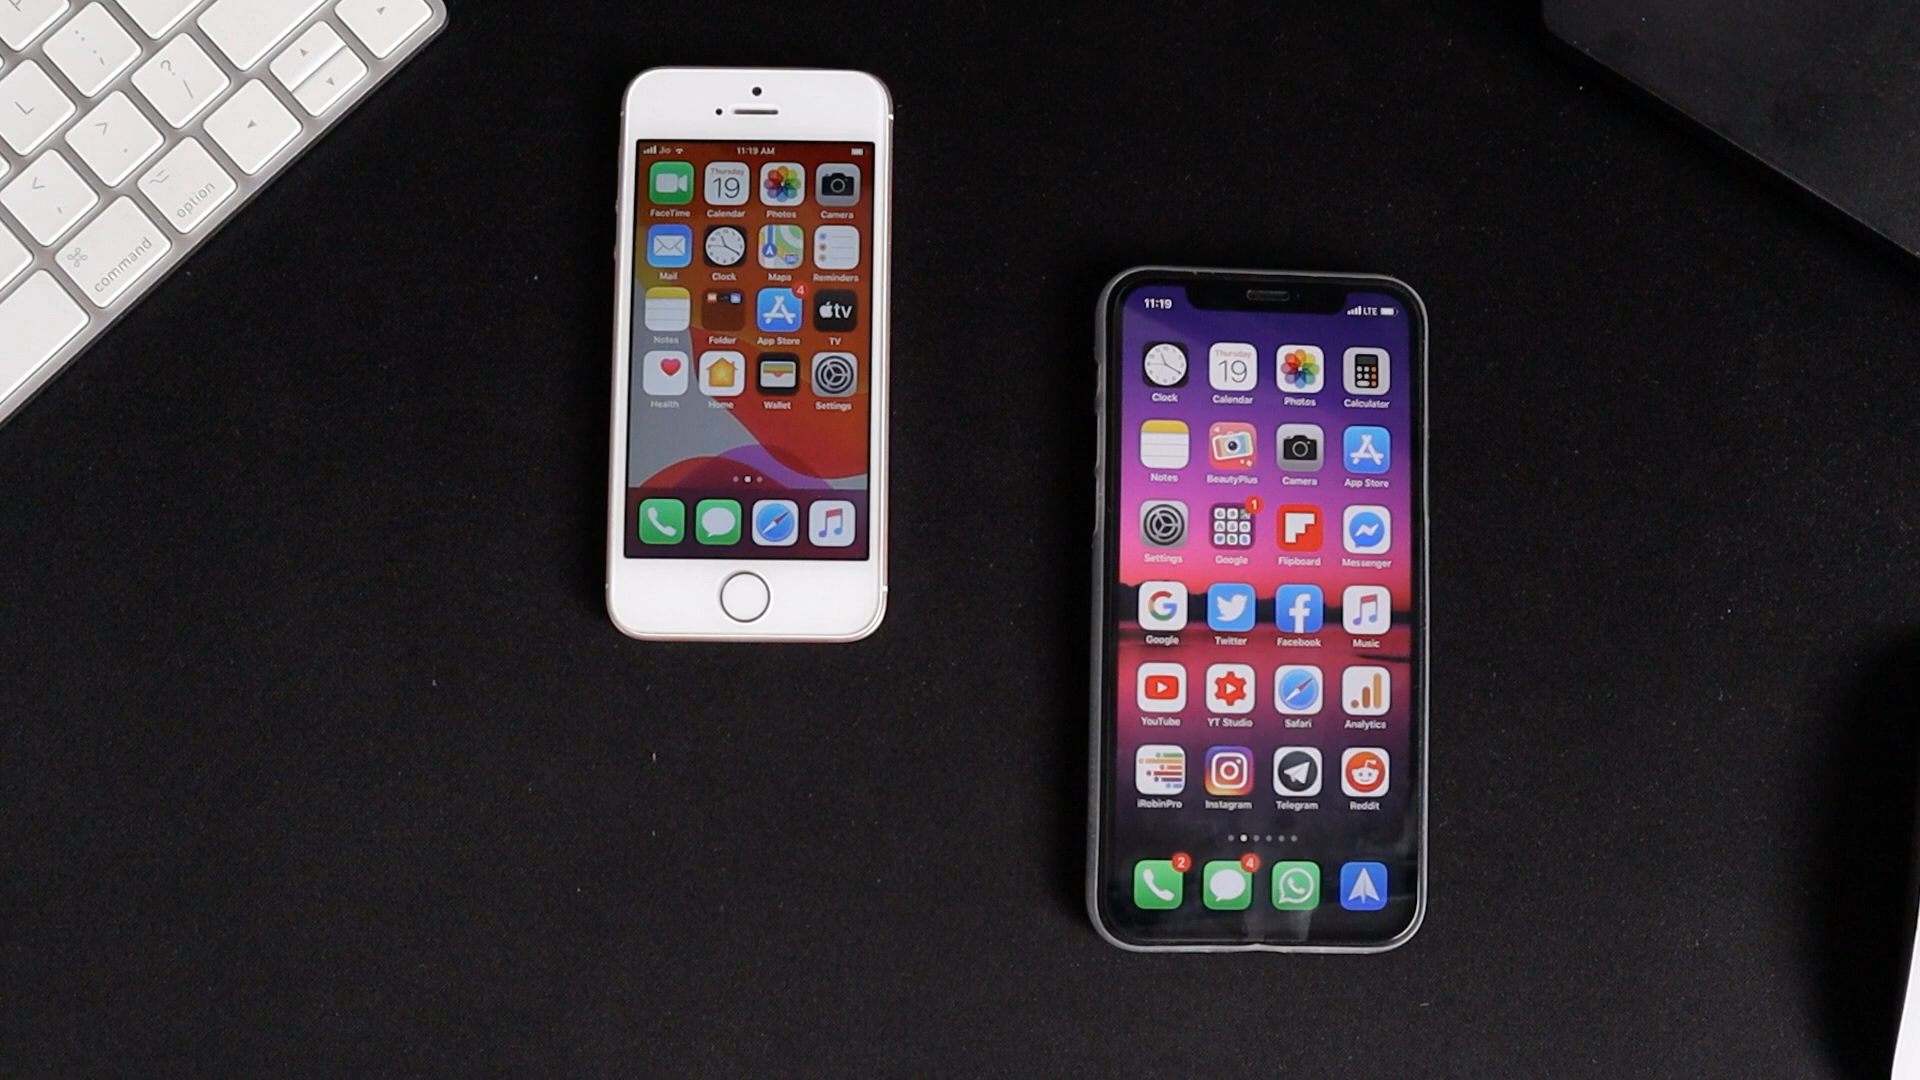 L
?
/
>
.
<
,
option
command
Jio
11:19 AM
Thursday
19
FaceTime Calendar Photos Camera
Mail Clock Maps Reminders
4
tv
Notes Folder App Store TV
Health Home Wallet Settings
11:19
LTE
Thursday
19
Clock Calendar Photos Calculator
Notes BeautyPlus Camera App Store
1
Settings Google Flipboard Messenger
Google Twitter Facebook Music
YouTube YT Studio Safari Analytics
iRobinPro Instagram Telegram Reddit
2 4